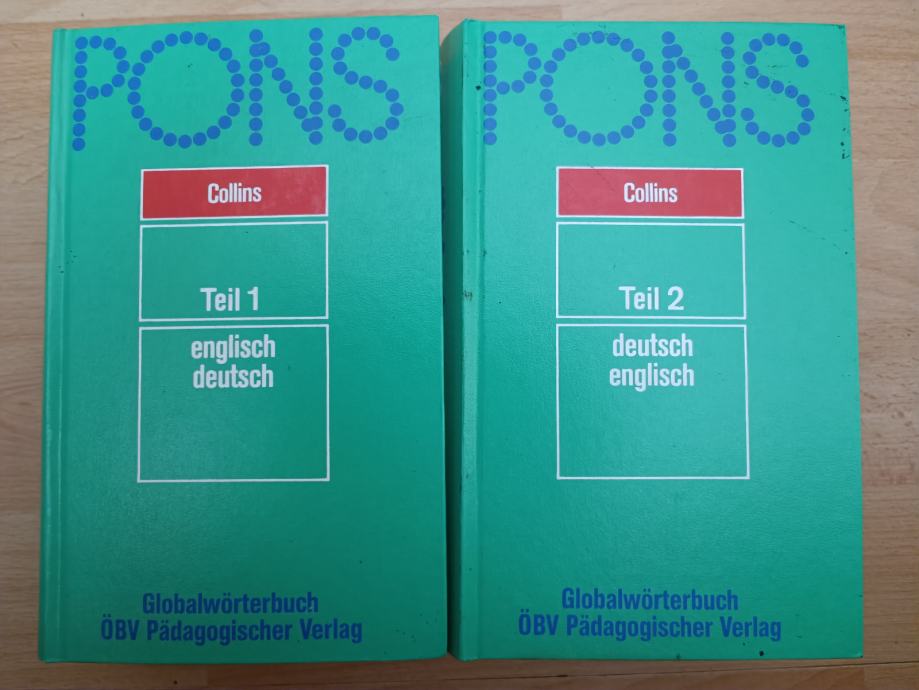 PONS
Collins
Teil 1
englisch
deutsch
Globalwörterbuch
ÖBV Pädagogischer Verlag
PONS
Collins
Teil 2
deutsch
englisch
Globalwörterbuch
ÖBV Pädagogischer Verlag